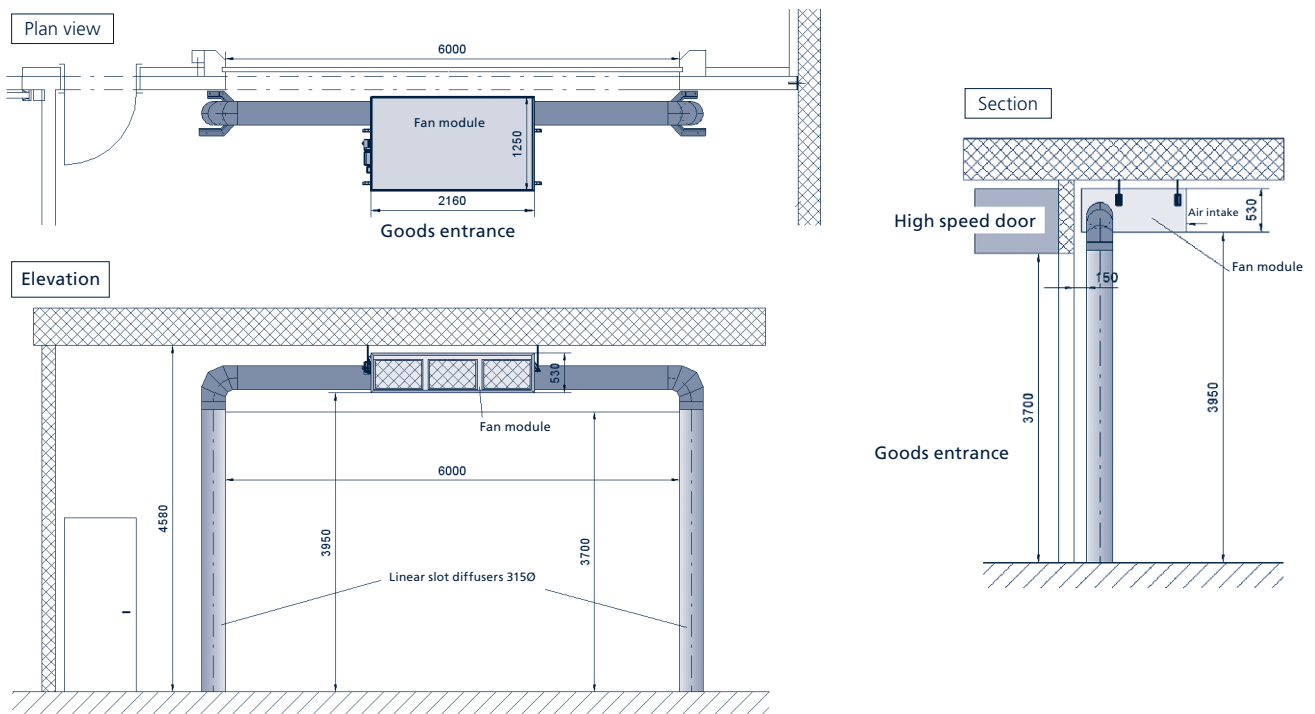 Plan view
6000
Fan module
1250
2160
Goods entrance
Elevation
530
Fan module
6000
4580
3950
3700
Linear slot diffusers 315Ø
Section
High speed door
Air intake
530
Fan module
150
3700
3950
Goods entrance